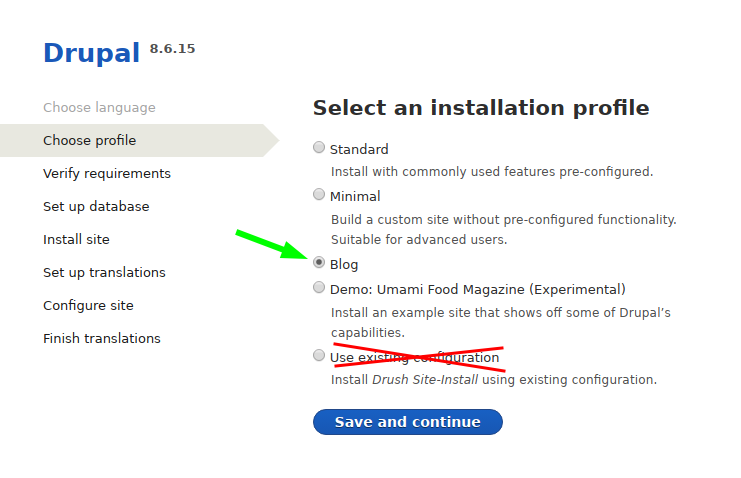 Drupal 8.6.15
Choose language
Choose profile
Verify requirements
Set up database
Install site
Set up translations
Configure site
Finish translations
Select an installation profile
Standard
Install with commonly used features pre-configured.
Minimal
Build a custom site without pre-configured functionality.
Suitable for advanced users.
Blog
Demo: Umami Food Magazine (Experimental)
Install an example site that shows off some of Drupal’s
capabilities.
Use existing configuration
Install Drush Site-Install using existing configuration.
Save and continue